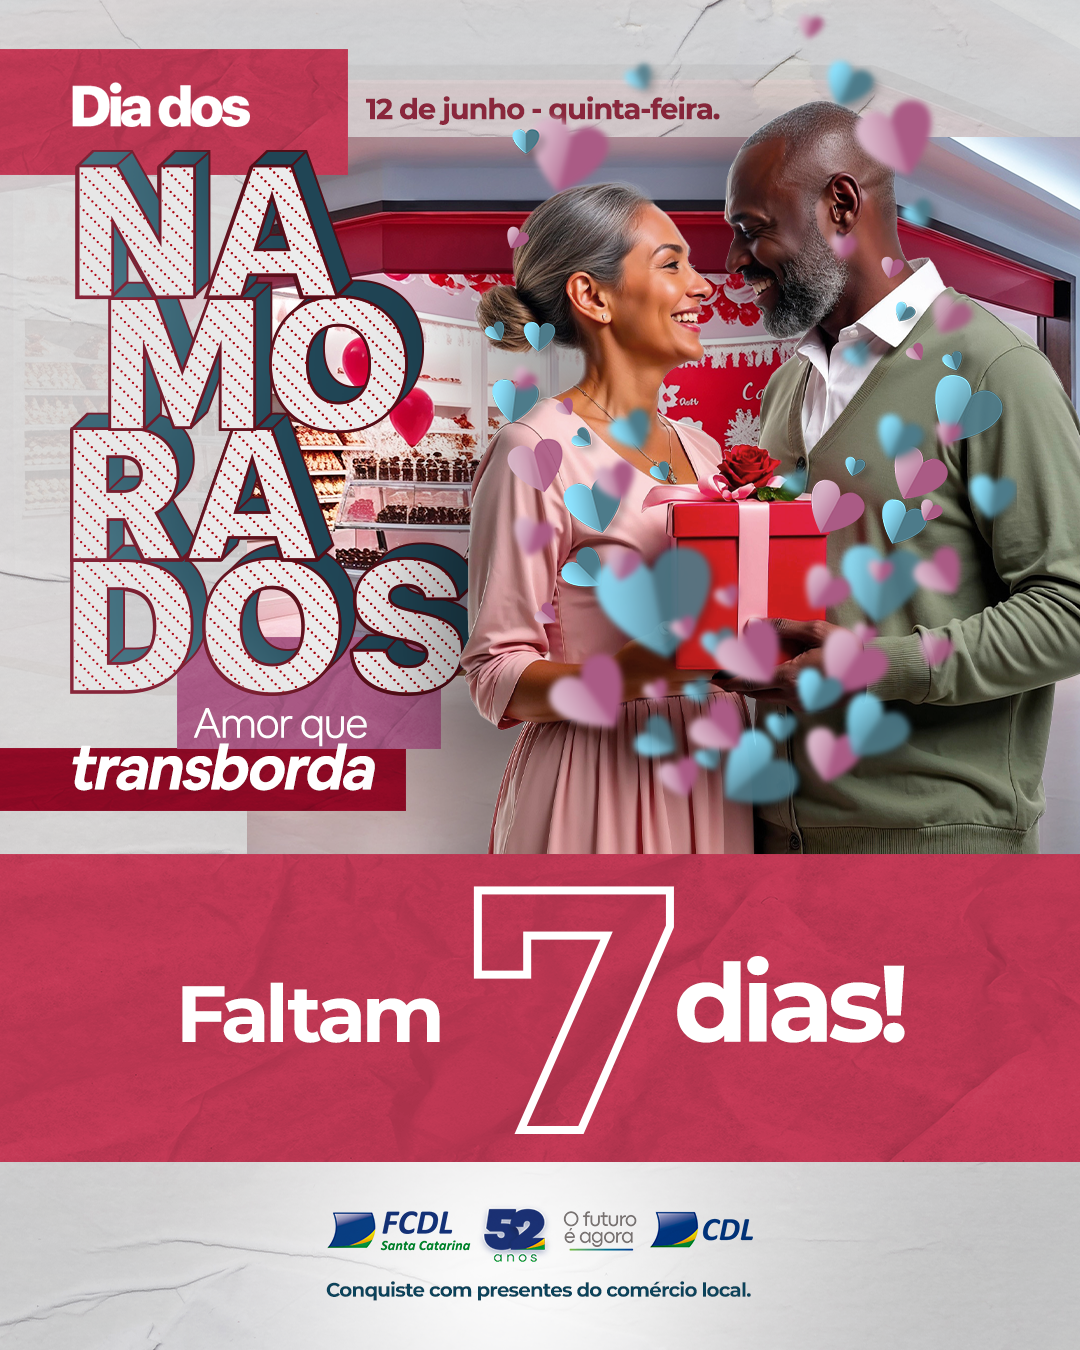 Dia dos
12 de junho - quinta-feira.
NA
MO
RA
DOS
Amor que
transborda
Faltam 7 dias!
FCDL
Santa Catarina
52
anos
O futuro
é agora
CDL
Conquiste com presentes do comércio local.